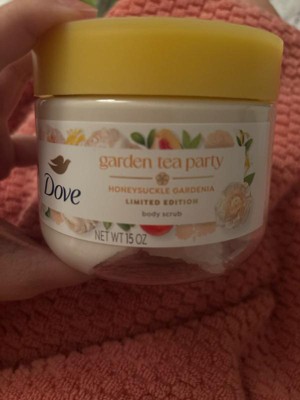 garden tea party
Dove
HONEYSUCKLE GARDENIA
LIMITED EDITION
body scrub
NET WT 15 OZ